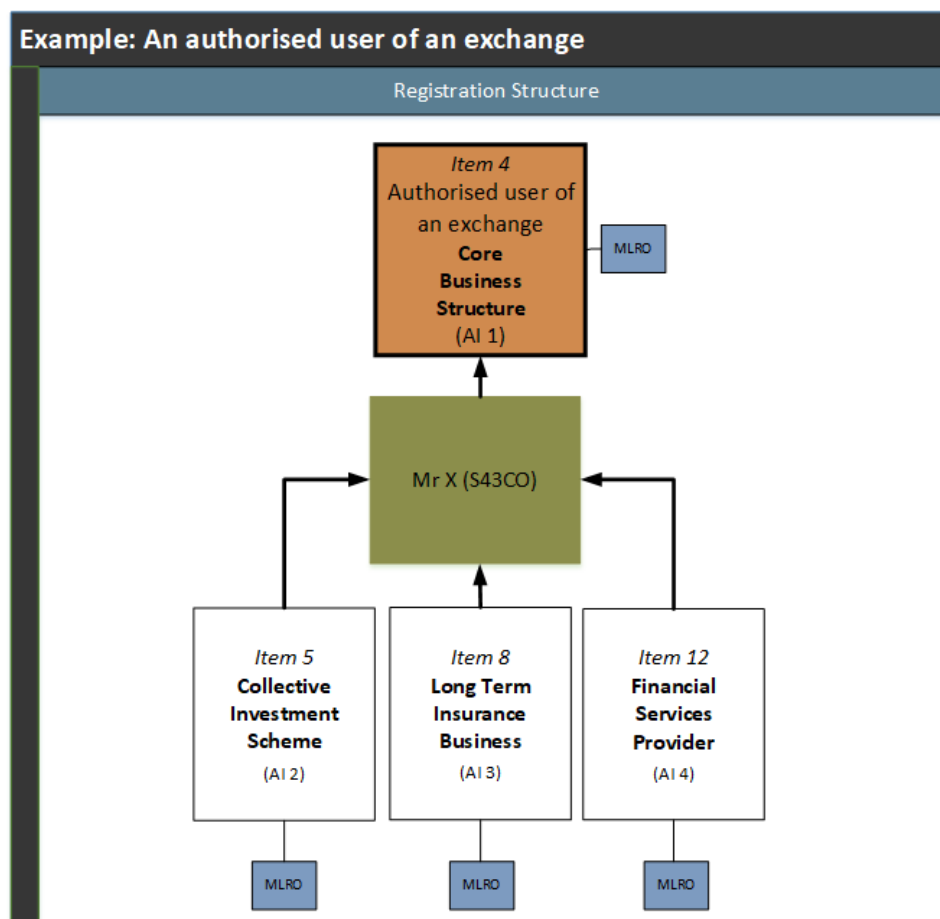 Example: An authorised user of an exchange
Registration Structure
Item 4
Authorised user of
an exchange
Core
Business
Structure
(AI 1)
MLRO
Mr X (S43CO)
Item 5
Collective
Investment
Scheme
(AI 2)
Item 8
Long Term
Insurance
Business
(AI 3)
Item 12
Financial
Services
Provider
(AI 4)
MLRO
MLRO
MLRO